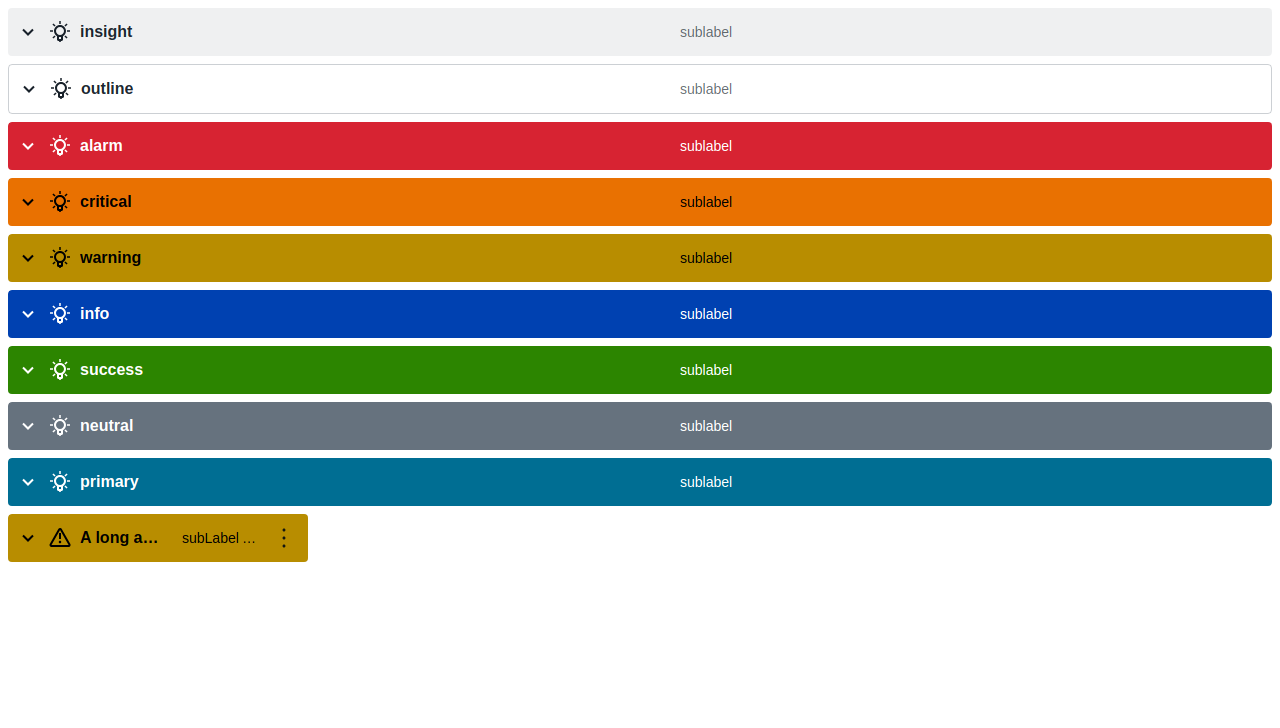 insight sublabel
outline sublabel
alarm sublabel
critical sublabel
warning sublabel
info sublabel
success sublabel
neutral sublabel
primary sublabel
A long a… subLabel …